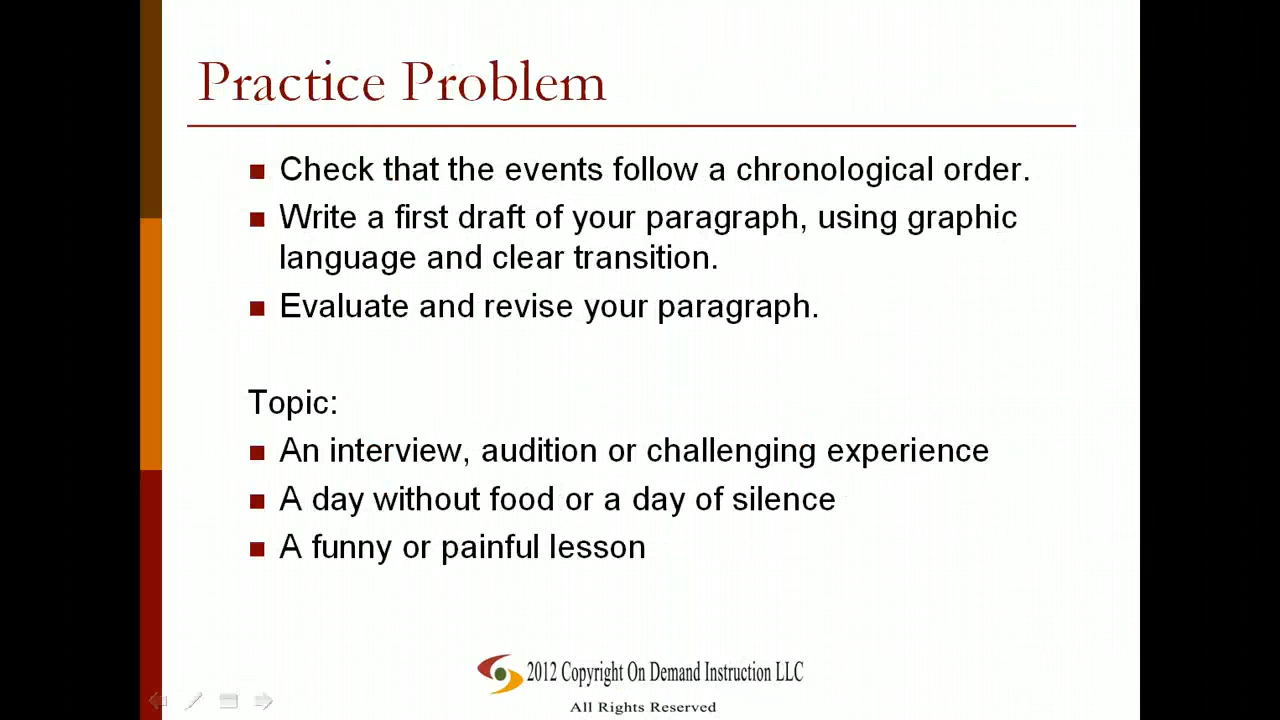 Practice Problem
Check that the events follow a chronological order.
Write a first draft of your paragraph, using graphic
language and clear transition.
Evaluate and revise your paragraph.
Topic:
An interview, audition or challenging experience
A day without food or a day of silence
A funny or painful lesson
2012 Copyright On Demand Instruction LLC
All Rights Reserved